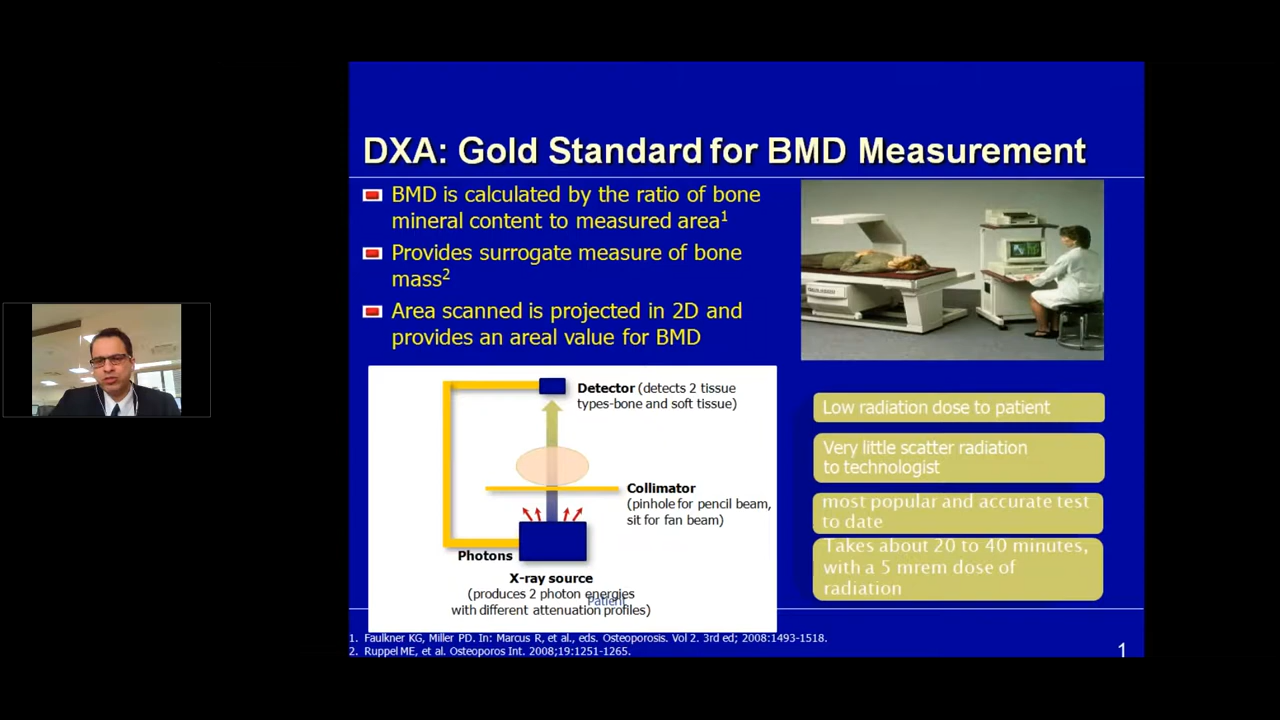 DXA: Gold Standard for BMD Measurement
BMD is calculated by the ratio of bone
mineral content to measured area¹
Provides surrogate measure of bone
mass²
Area scanned is projected in 2D and
provides an areal value for BMD
Detector (detects 2 tissue
types-bone and soft tissue)
Collimator
(pinhole for pencil beam,
sit for fan beam)
Photons
X-ray source
(produces 2 photon energies
with different attenuation profiles)
Patient
Low radiation dose to patient
Very little scatter radiation
to technologist
most popular and accurate test
to date
Takes about 20 to 40 minutes,
with a 5 mrem dose of
radiation
1. Faulkner KG, Miller PD. In: Marcus R, et al., eds. Osteoporosis. Vol 2. 3rd ed; 2008:1493-1518.
2. Ruppel ME, et al. Osteoporos Int. 2008;19:1251-1265.
1